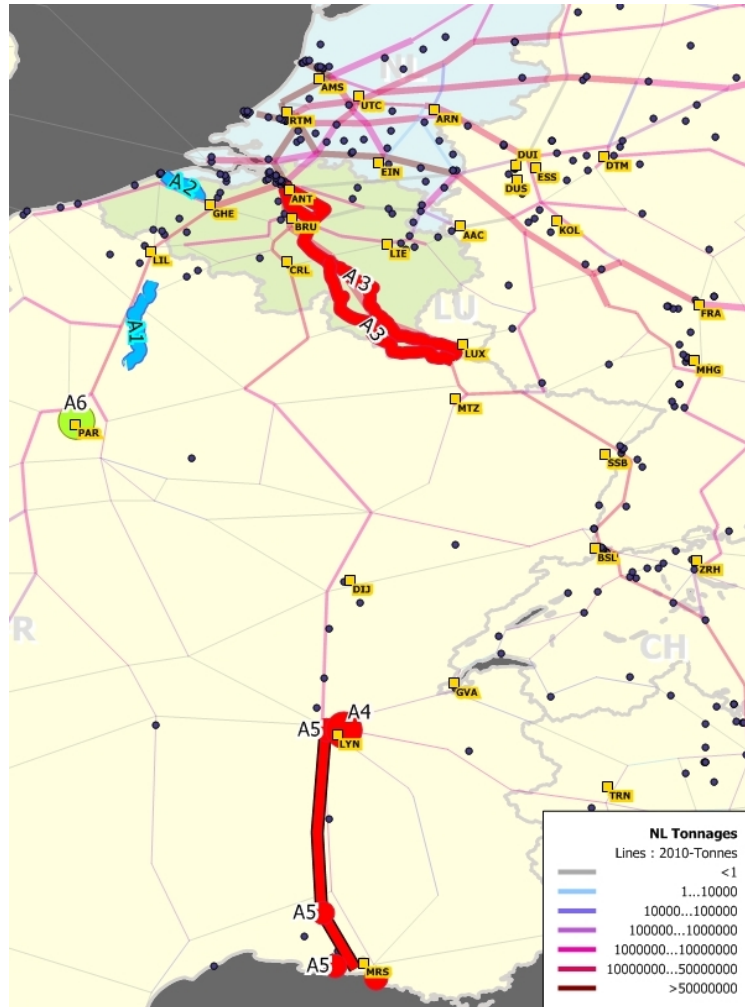 NL
AMS
UTC
RTM
ARN
DUI
DTM
EIN
ESS
DUS
A2
ANT
GHE
BRU
KOL
AAC
LIE
LIL
CRL
A3
LU
FRA
A1
A3
LUX
MHG
A6
MTZ
PAR
SSB
BSL
ZRH
DIJ
R
CH
GVA
A4
A5
LYN
TRN
A5
A5
MRS
NL Tonnages
Lines : 2010-Tonnes
<1
1...10000
10000...100000
100000...1000000
1000000...10000000
10000000...50000000
>50000000